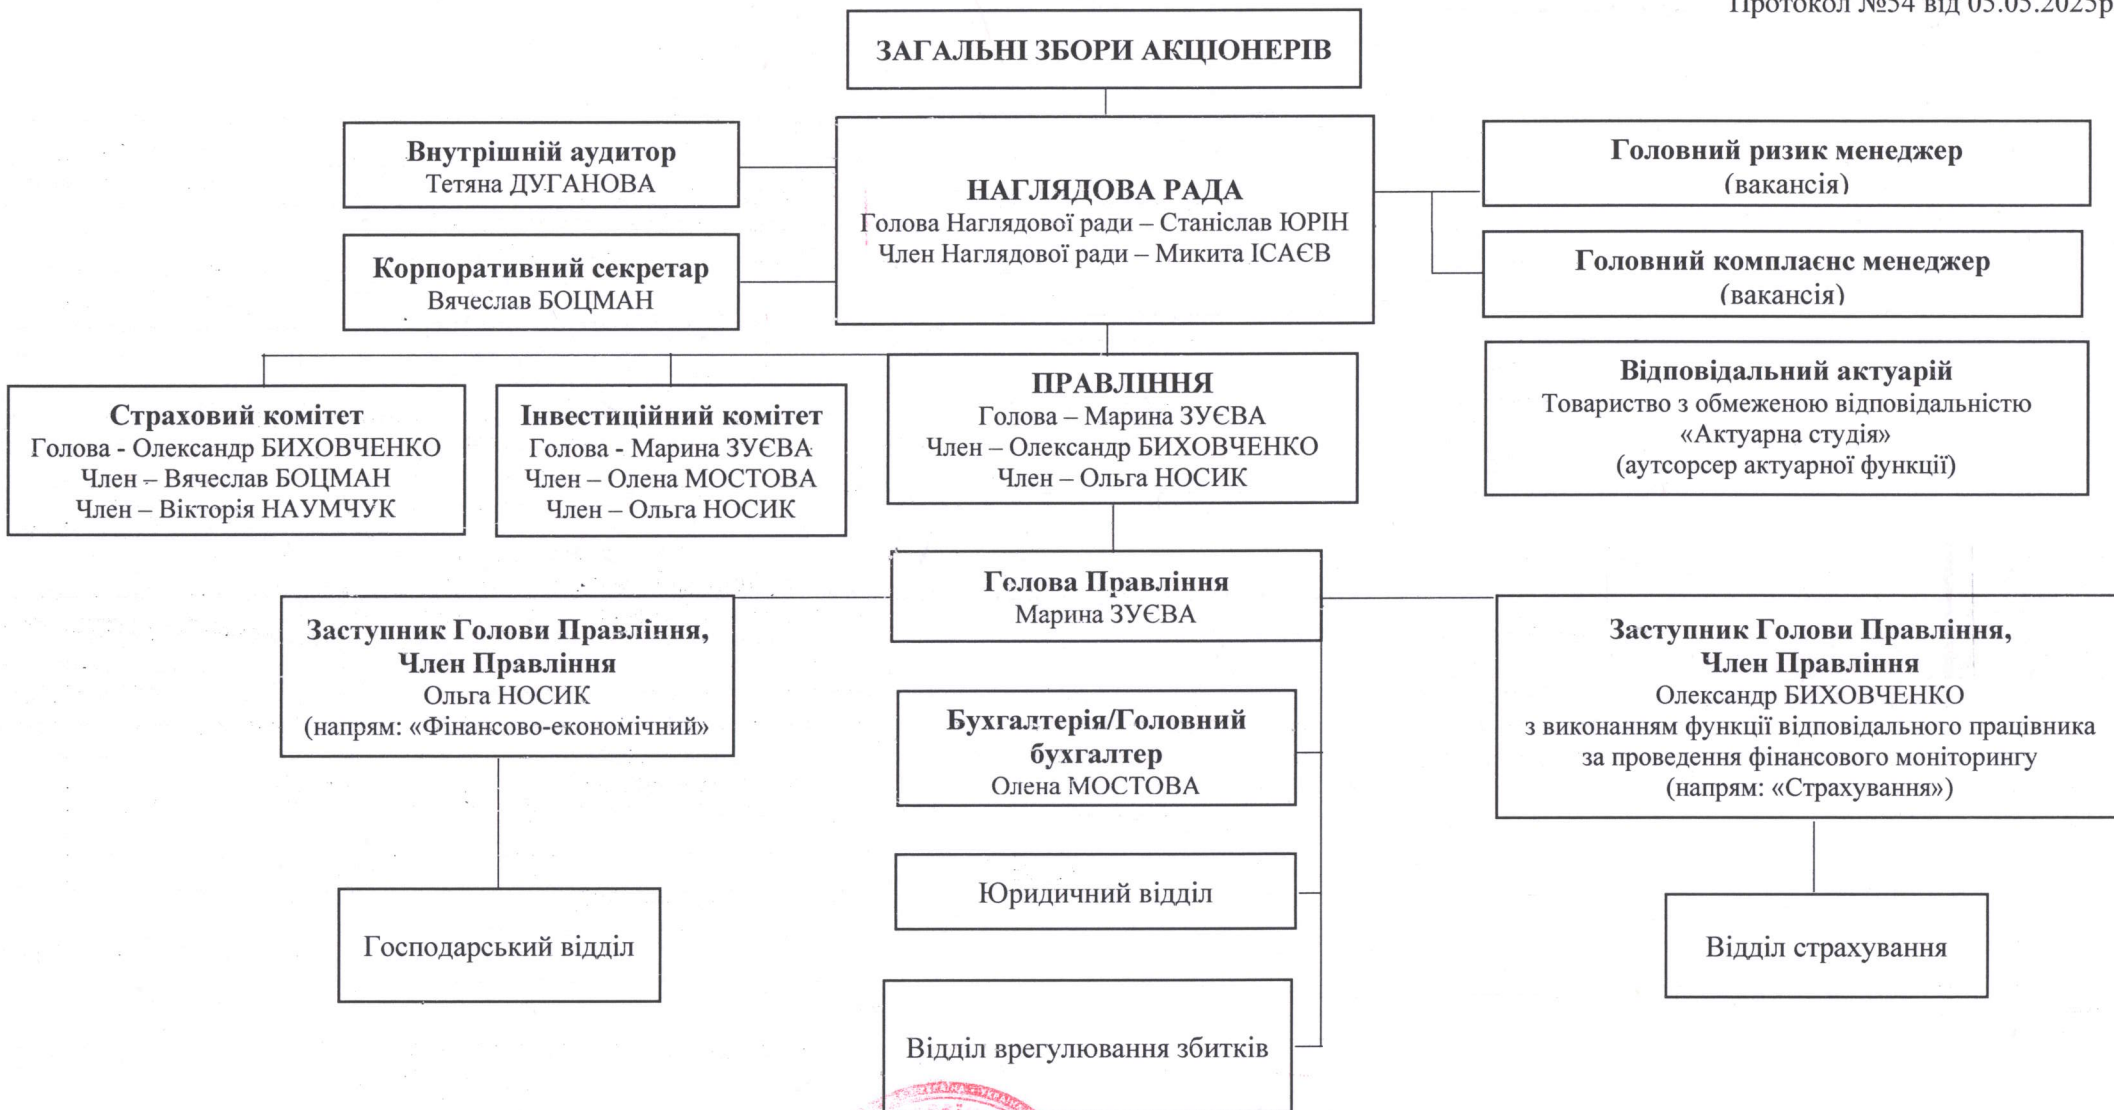 Протокол №54 від 05.05.2025р
ЗАГАЛЬНІ ЗБОРИ АКЦІОНЕРІВ
Внутрішній аудитор
Тетяна ДУГАНОВА
НАГЛЯДОВА РАДА
Голова Наглядової ради – Станіслав ЮРІН
Член Наглядової ради – Микита ІСАЄВ
Головний ризик менеджер
(вакансія)
Корпоративний секретар
Вячеслав БОЦМАН
Головний комплаєнс менеджер
(вакансія)
Страховий комітет
Голова - Олександр БИХОВЧЕНКО
Член – Вячеслав БОЦМАН
Член – Вікторія НАУМЧУК
Інвестиційний комітет
Голова - Марина ЗУЄВА
Член – Олена МОСТОВА
Член – Ольга НОСИК
ПРАВЛІННЯ
Голова – Марина ЗУЄВА
Член – Олександр БИХОВЧЕНКО
Член – Ольга НОСИК
Відповідальний актуарій
Товариство з обмеженою відповідальністю
«Актуарна студія»
(аутсорсер актуарної функції)
Голова Правління
Марина ЗУЄВА
Заступник Голови Правління,
Член Правління
Ольга НОСИК
(напрям: «Фінансово-економічний»
Бухгалтерія/Головний
бухгалтер
Олена МОСТОВА
Заступник Голови Правління,
Член Правління
Олександр БИХОВЧЕНКО
з виконанням функції відповідального працівника
за проведення фінансового моніторингу
(напрям: «Страхування»)
Юридичний відділ
Господарський відділ
Відділ страхування
Відділ врегулювання збитків